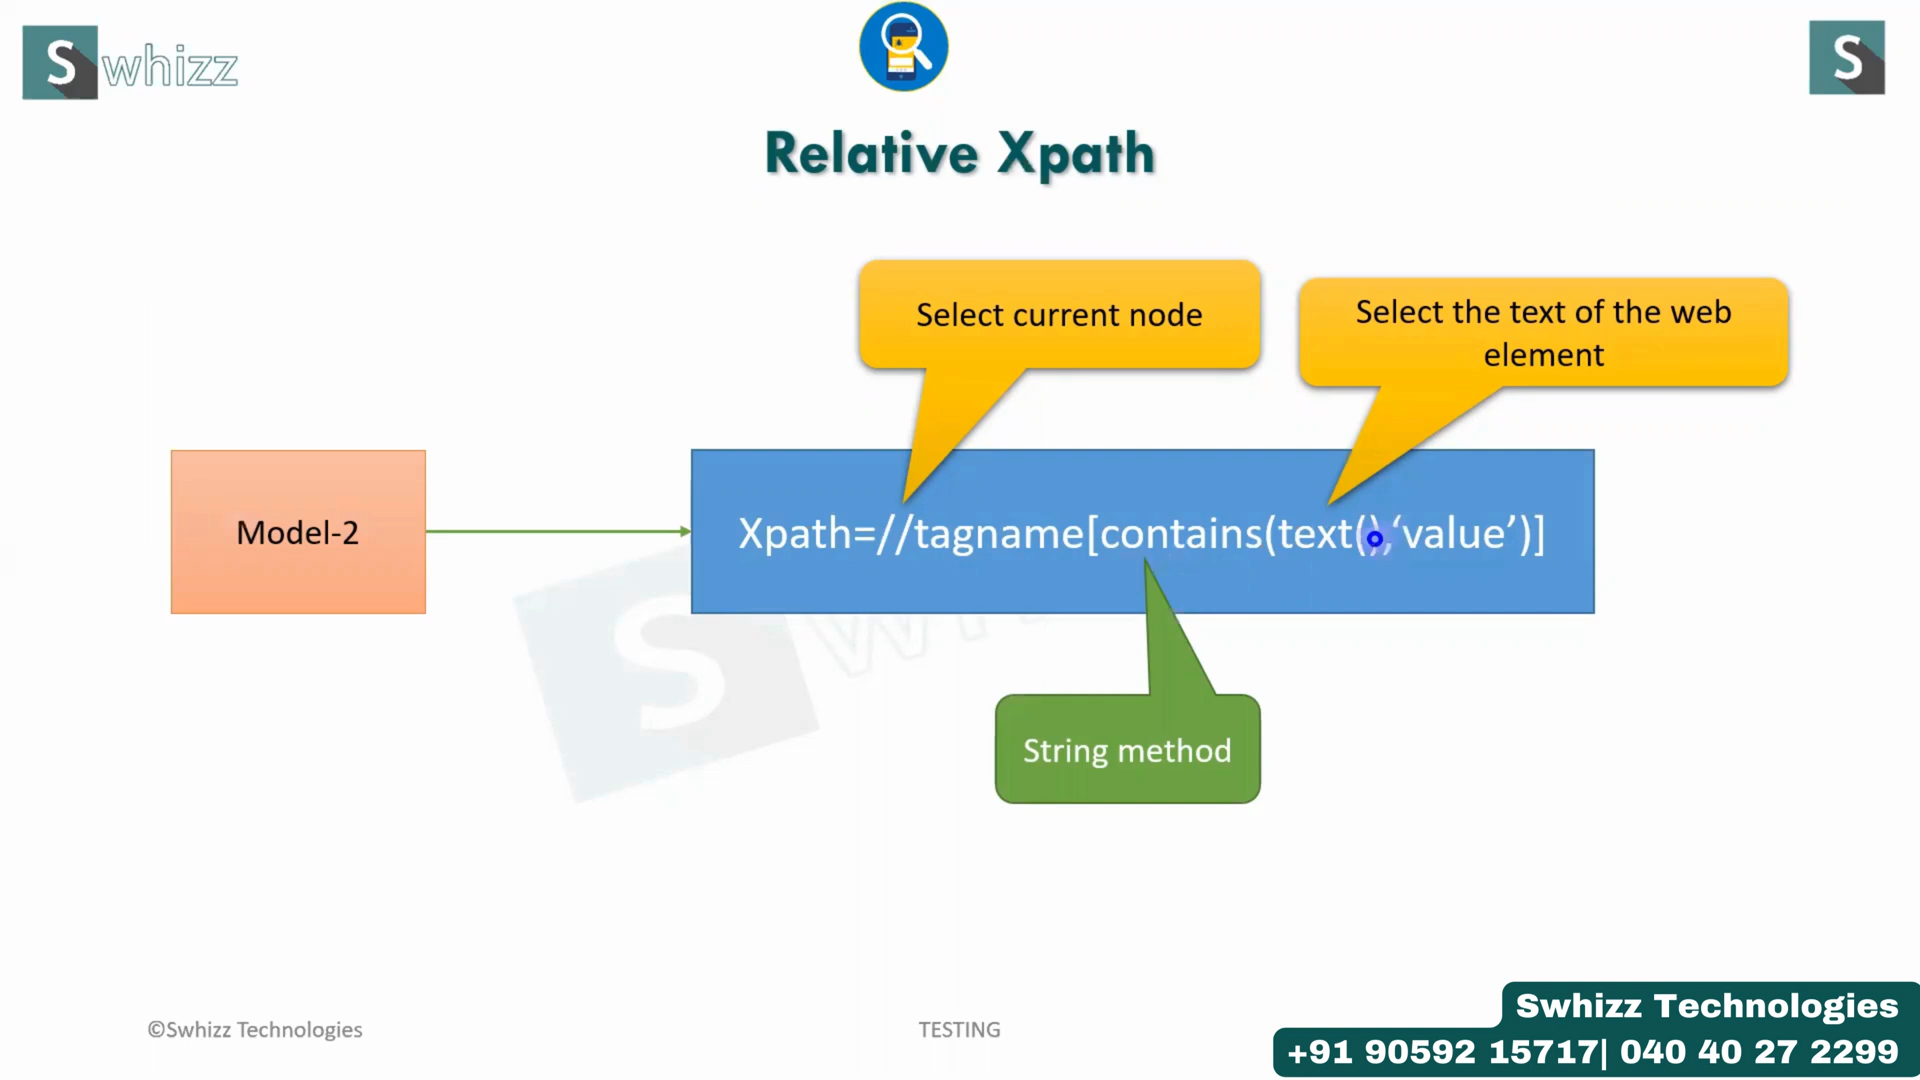 S whizz
S
Relative Xpath
Select current node
Select the text of the web
element
Model-2
Xpath=//tagname[contains(text(),‘value’)]
String method
©Swhizz Technologies
TESTING
Swhizz Technologies
+91 90592 15717| 040 40 27 2299